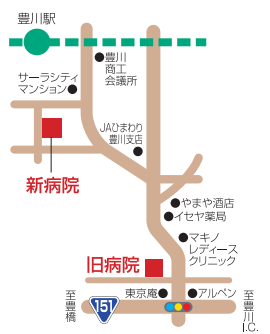 豊川駅
豊川
商工
会議所
サーラシティ
マンション
JAひまわり
豊川支店
新病院
やまや酒店
イセヤ薬局
マキノ
レディース
クリニック
旧病院
東京庵
アルペン
至豊橋
151
至豊川I.C.